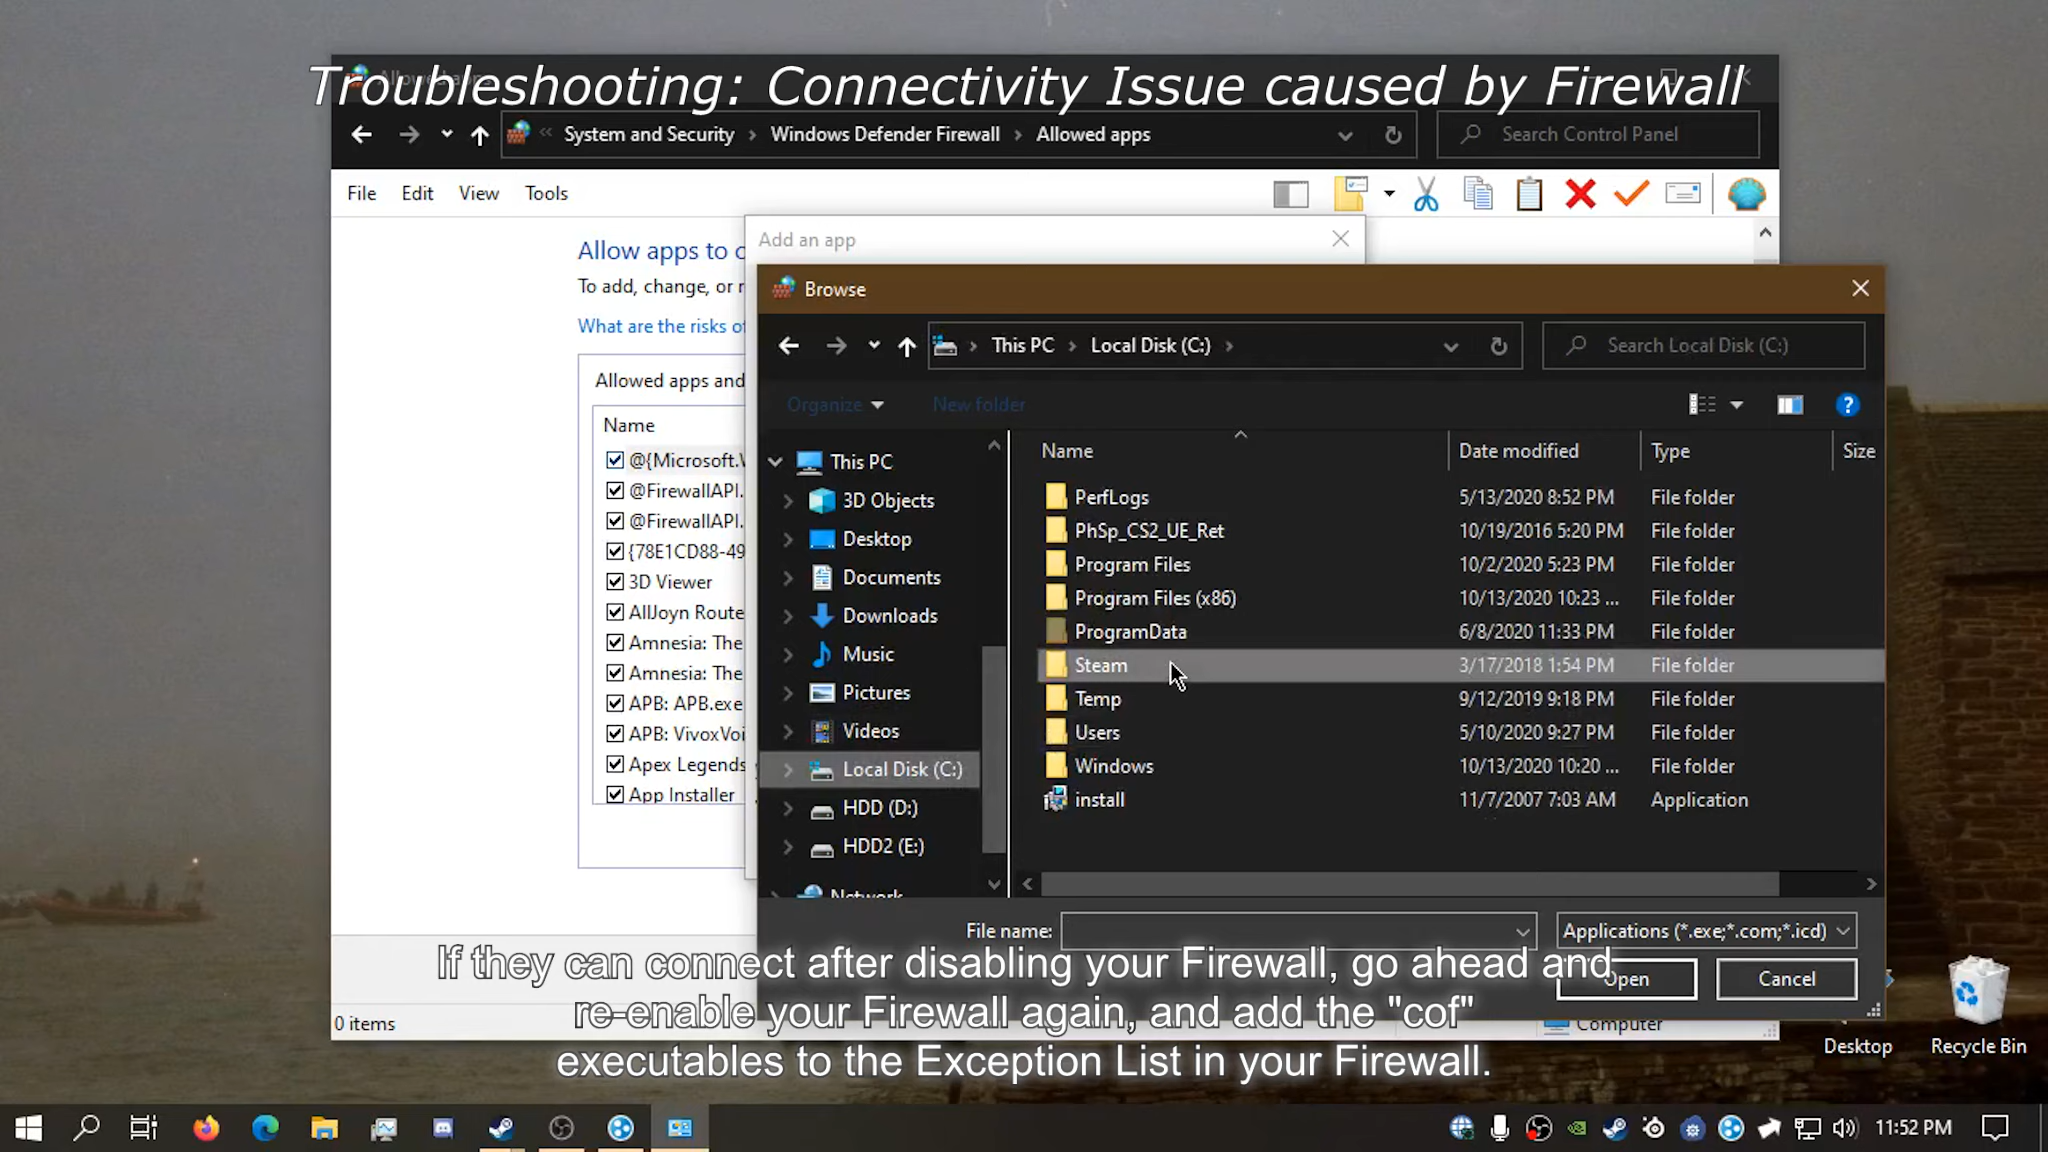 Troubleshooting: Connectivity Issue caused by Firewall
System and Security
Windows Defender Firewall
Allowed apps
Search Control Panel
File
Edit
View
Tools
Add an app
Allow apps to c
To add, change, or r
What are the risks of
Allowed apps and
Name
@{Microsoft.W
@FirewallAPI.
@FirewallAPI.
{78E1CD88-49
3D Viewer
AllJoyn Route
Amnesia: The
Amnesia: The
APB: APB.exe
APB: VivoxVoi
Apex Legends
App Installer
0 items
Browse
This PC
Local Disk (C:)
Search Local Disk (C:)
Organize
New folder
This PC
3D Objects
Desktop
Documents
Downloads
Music
Pictures
Videos
Local Disk (C:)
HDD (D:)
HDD2 (E:)
Network
Name Date modified Type Size
PerfLogs 5/13/2020 8:52 PM File folder
PhSp_CS2_UE_Ret 10/19/2016 5:20 PM File folder
Program Files 10/2/2020 5:23 PM File folder
Program Files (x86) 10/13/2020 10:23 ... File folder
ProgramData 6/8/2020 11:33 PM File folder
Steam 3/17/2018 1:54 PM File folder
Temp 9/12/2019 9:18 PM File folder
Users 5/10/2020 9:27 PM File folder
Windows 10/13/2020 10:20 ... File folder
install 11/7/2007 7:03 AM Application
File name:
Applications (*.exe;*.com;*.icd)
Open
Cancel
Computer
If they can connect after disabling your Firewall, go ahead and
re-enable your Firewall again, and add the "cof"
executables to the Exception List in your Firewall.
Desktop
Recycle Bin
11:52 PM